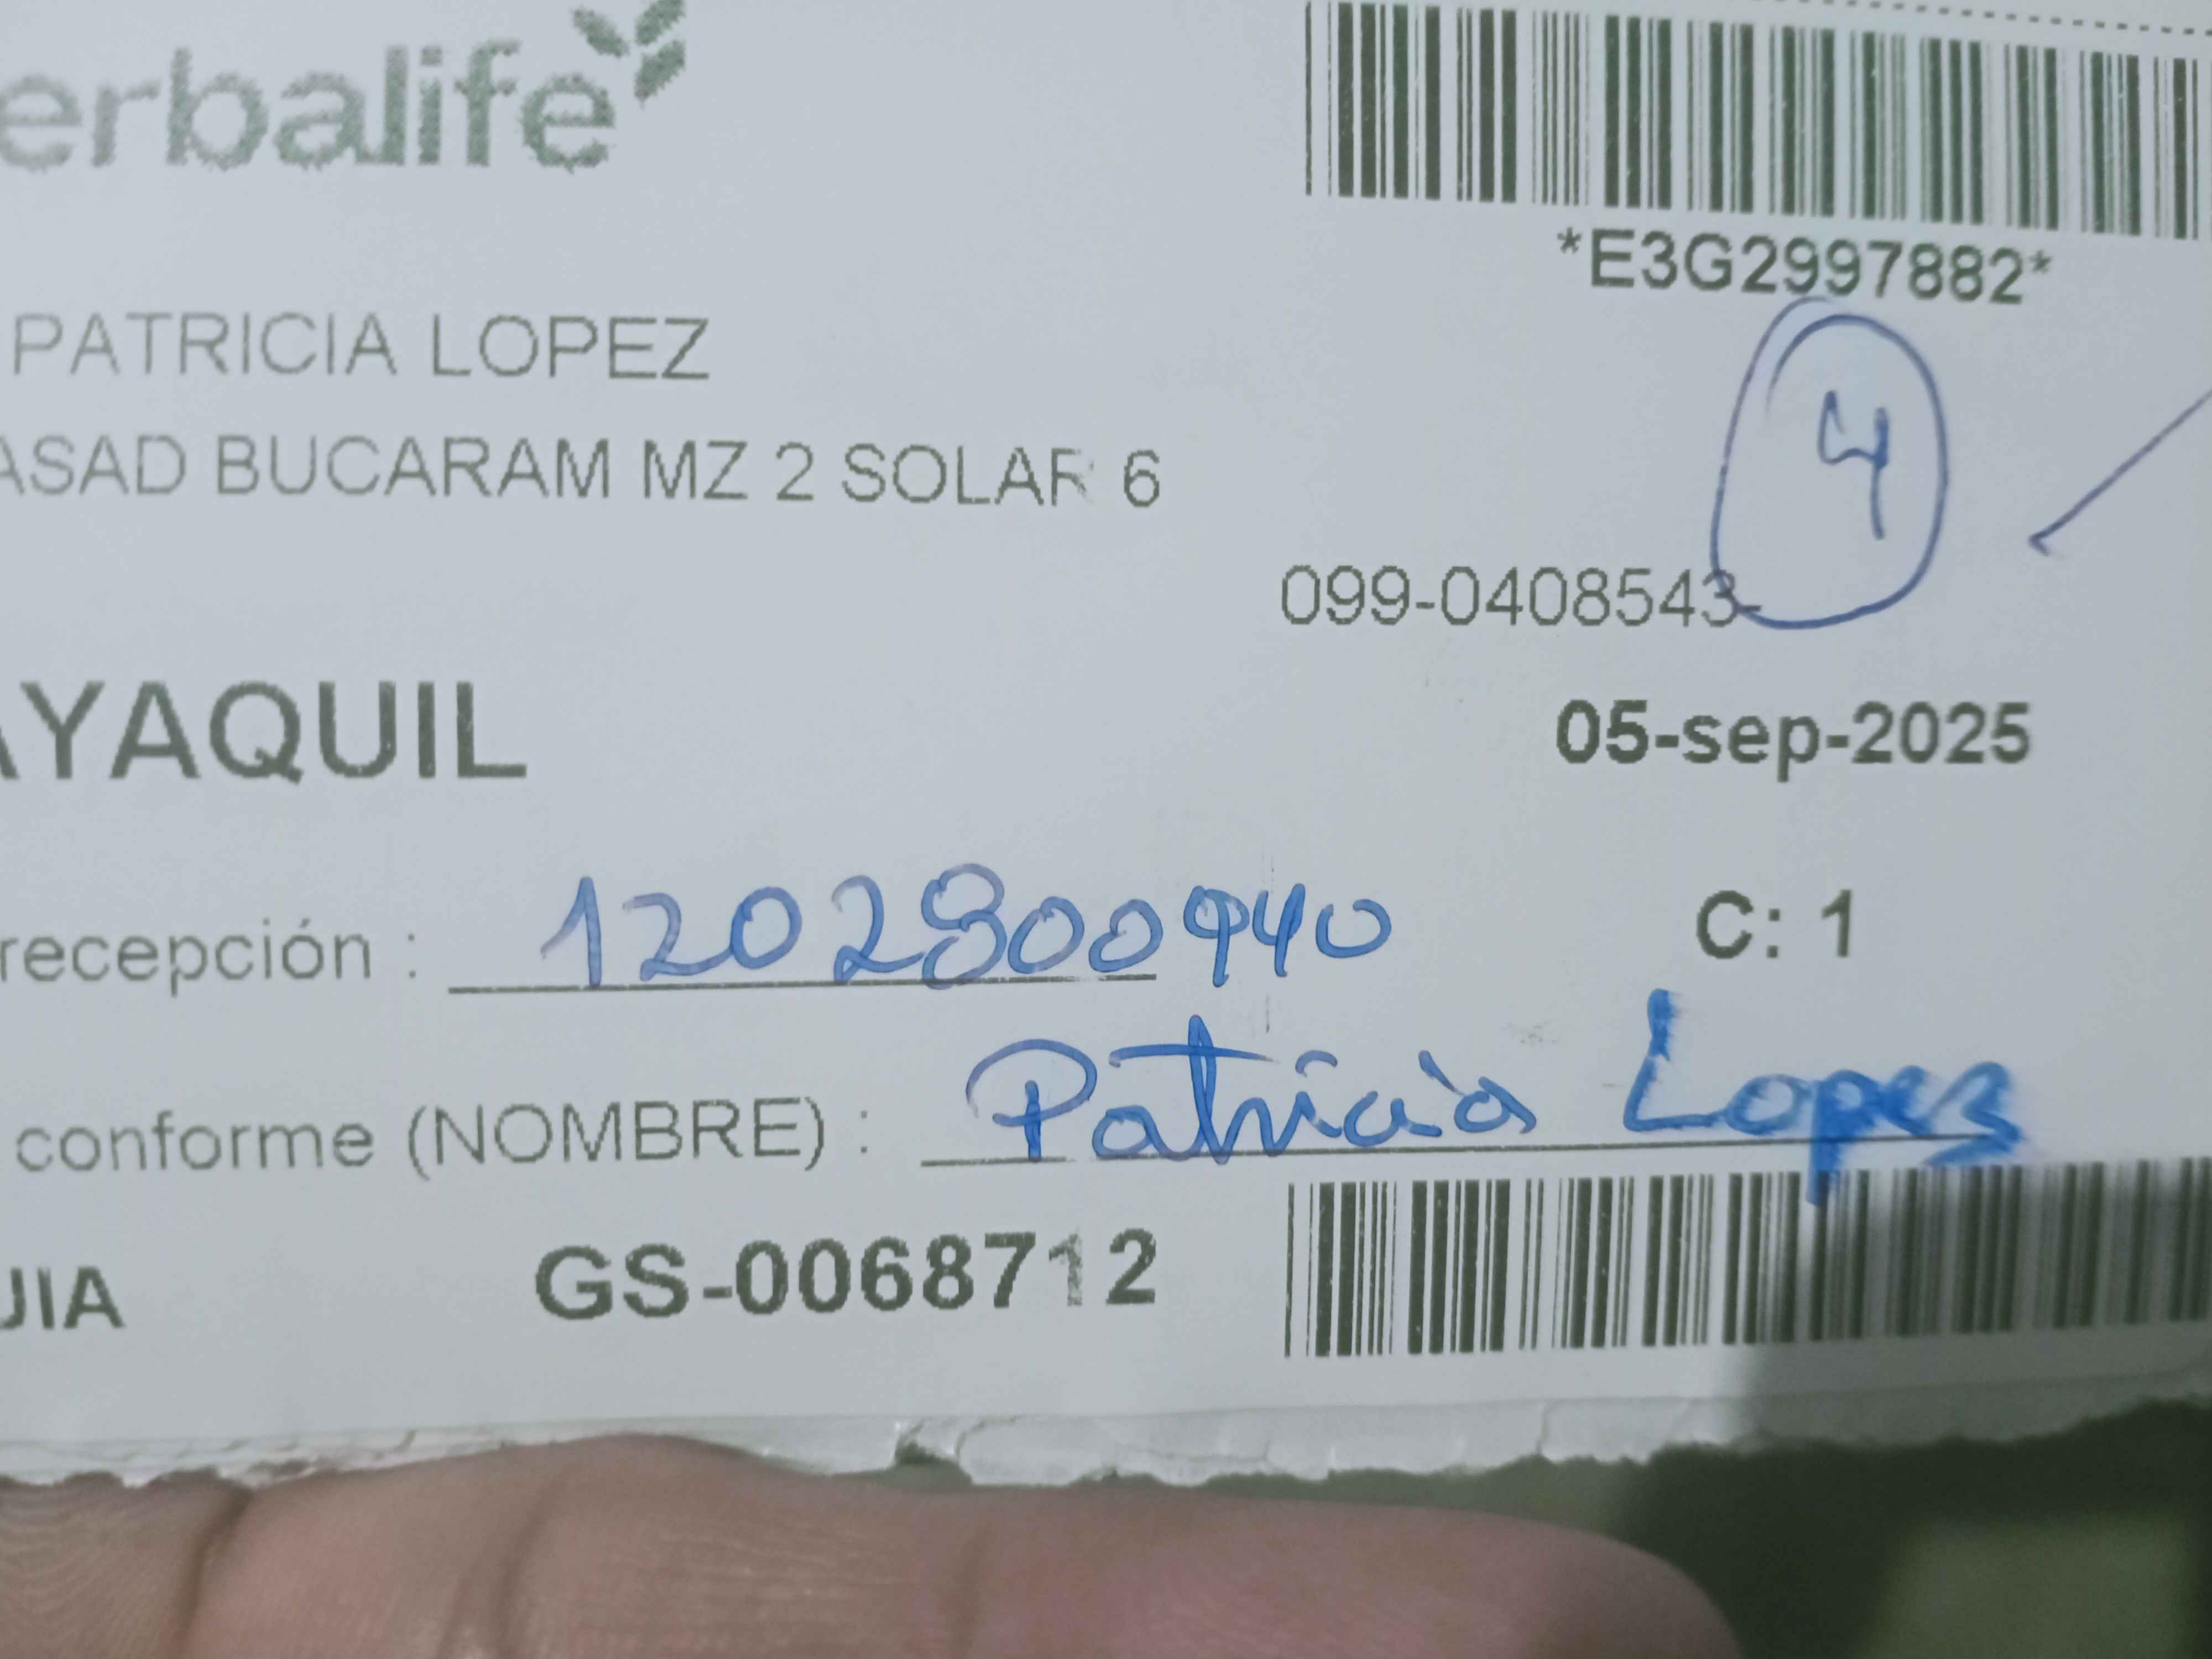 erbalife
*E3G2997882*
PATRICIA LOPEZ
4
ASAD BUCARAM MZ 2 SOLAR 6
099-0408543-
AYAQUIL
05-sep-2025
recepción : 1202800940
C: 1
conforme (NOMBRE) : Patricia Lopez
JIA GS-0068712